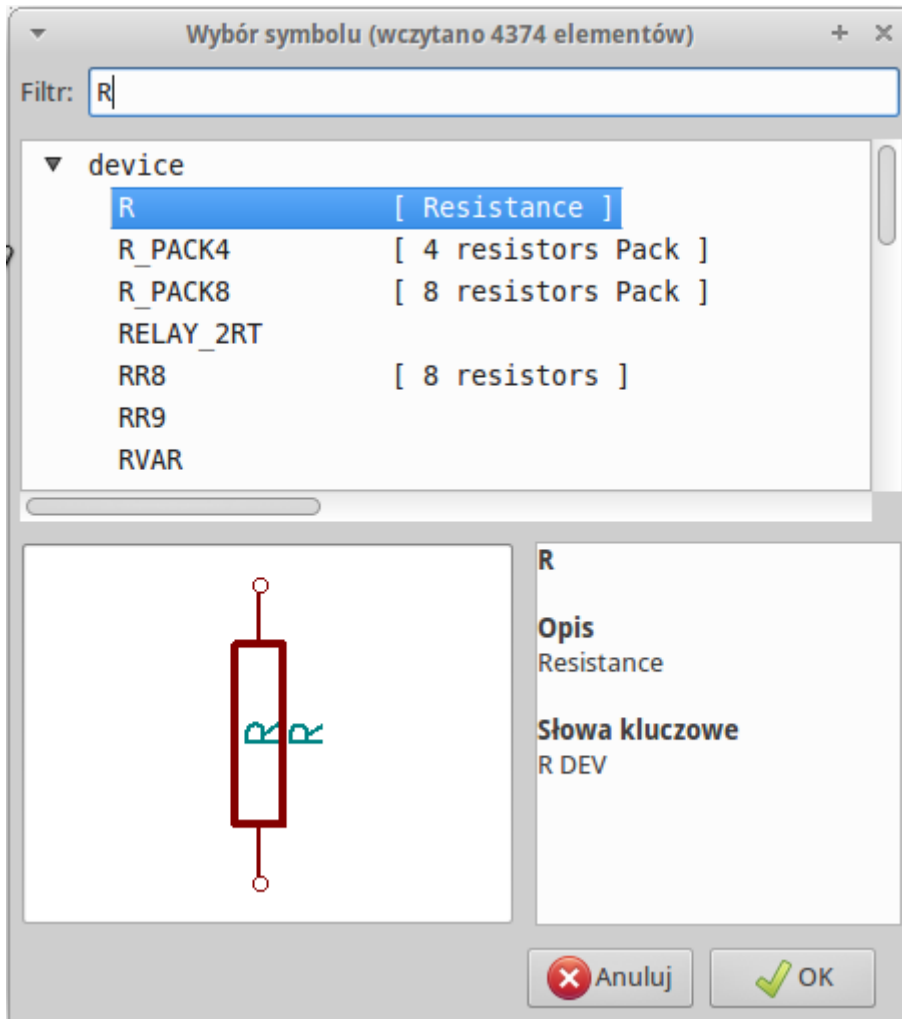 Wybór symbolu (wczytano 4374 elementów)
Filtr: R
device
R [ Resistance ]
R_PACK4 [ 4 resistors Pack ]
R_PACK8 [ 8 resistors Pack ]
RELAY_2RT
RR8 [ 8 resistors ]
RR9
RVAR
R R
R
Opis
Resistance
Słowa kluczowe
R DEV
Anuluj OK